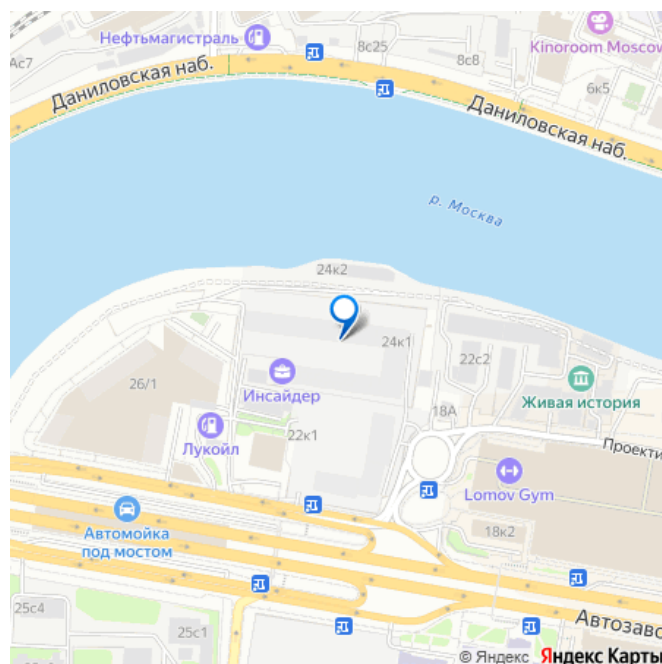 Нефтьмагистраль
8с25
Kinoroom Moscow
Ас7
8с8
6к5
Даниловская наб.
Даниловская наб.
р. Москва
24к2
24к1
22с2
26/1
Инсайдер
Живая история
18А
Лукойл
22к1
Проекти
Lomov Gym
18к2
Автомойка
под мостом
25с4
25с1
Автозаво
© Яндекс Яндекс Карты